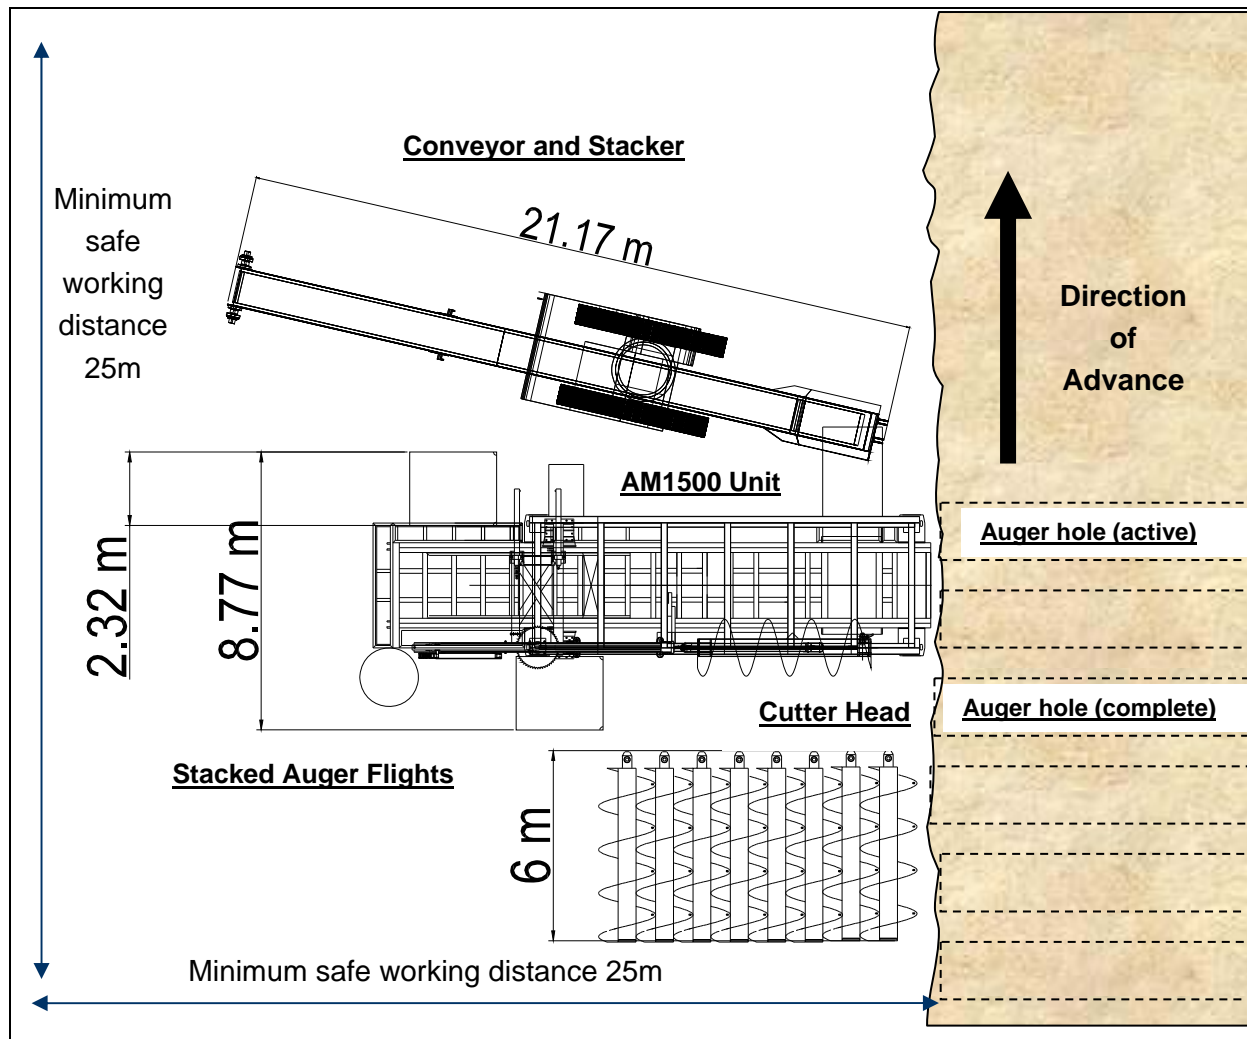 Conveyor and Stacker
Minimum
safe
working
distance
25m
21.17 m
Direction
of
Advance
AM1500 Unit
Auger hole (active)
2.32 m
8.77 m
Cutter Head
Auger hole (complete)
Stacked Auger Flights
6 m
Minimum safe working distance 25m